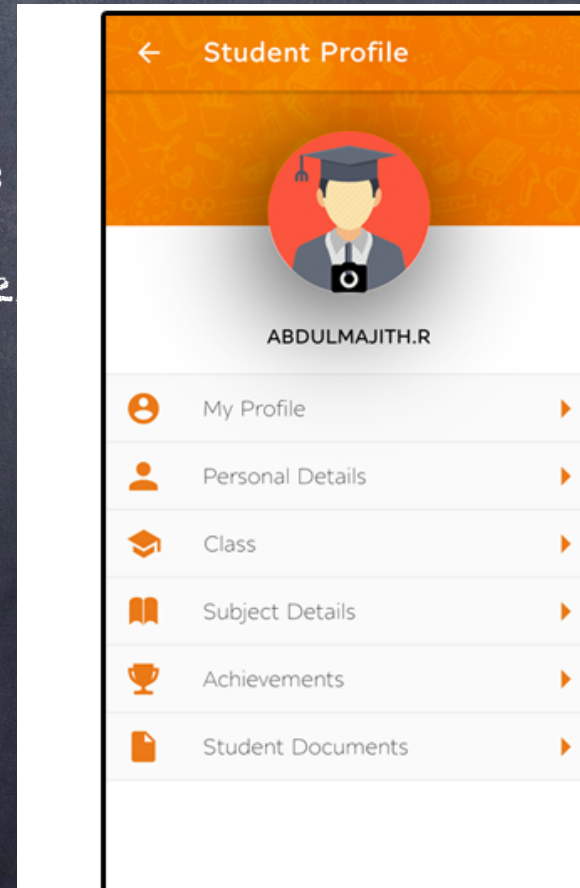 Student Profile
ABDULMAJITH.R
My Profile
Personal Details
Class
Subject Details
Achievements
Student Documents